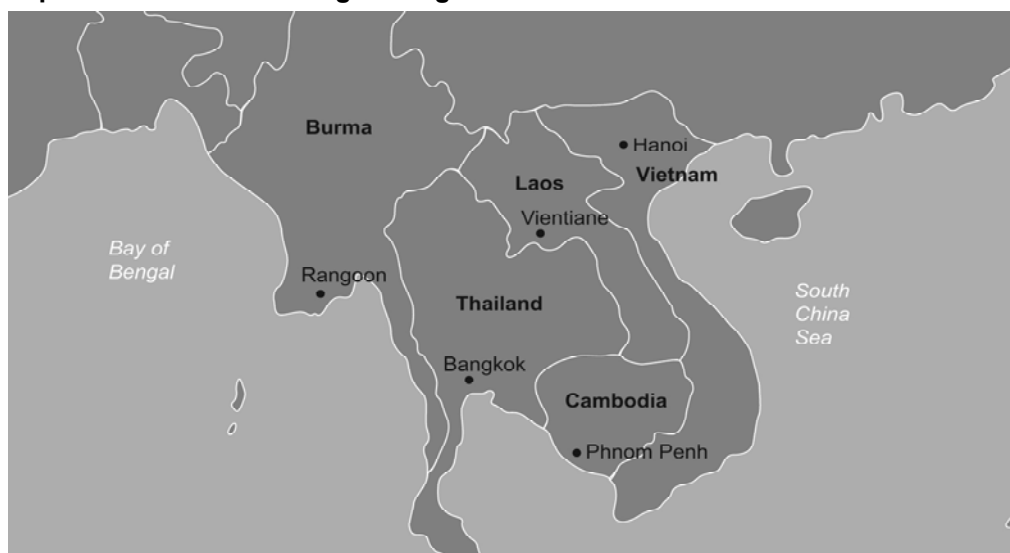 Burma
Hanoi
Laos
Vietnam
Vientiane
Bay of
Bengal
Rangoon
Thailand
South
China
Sea
Bangkok
Cambodia
Phnom Penh